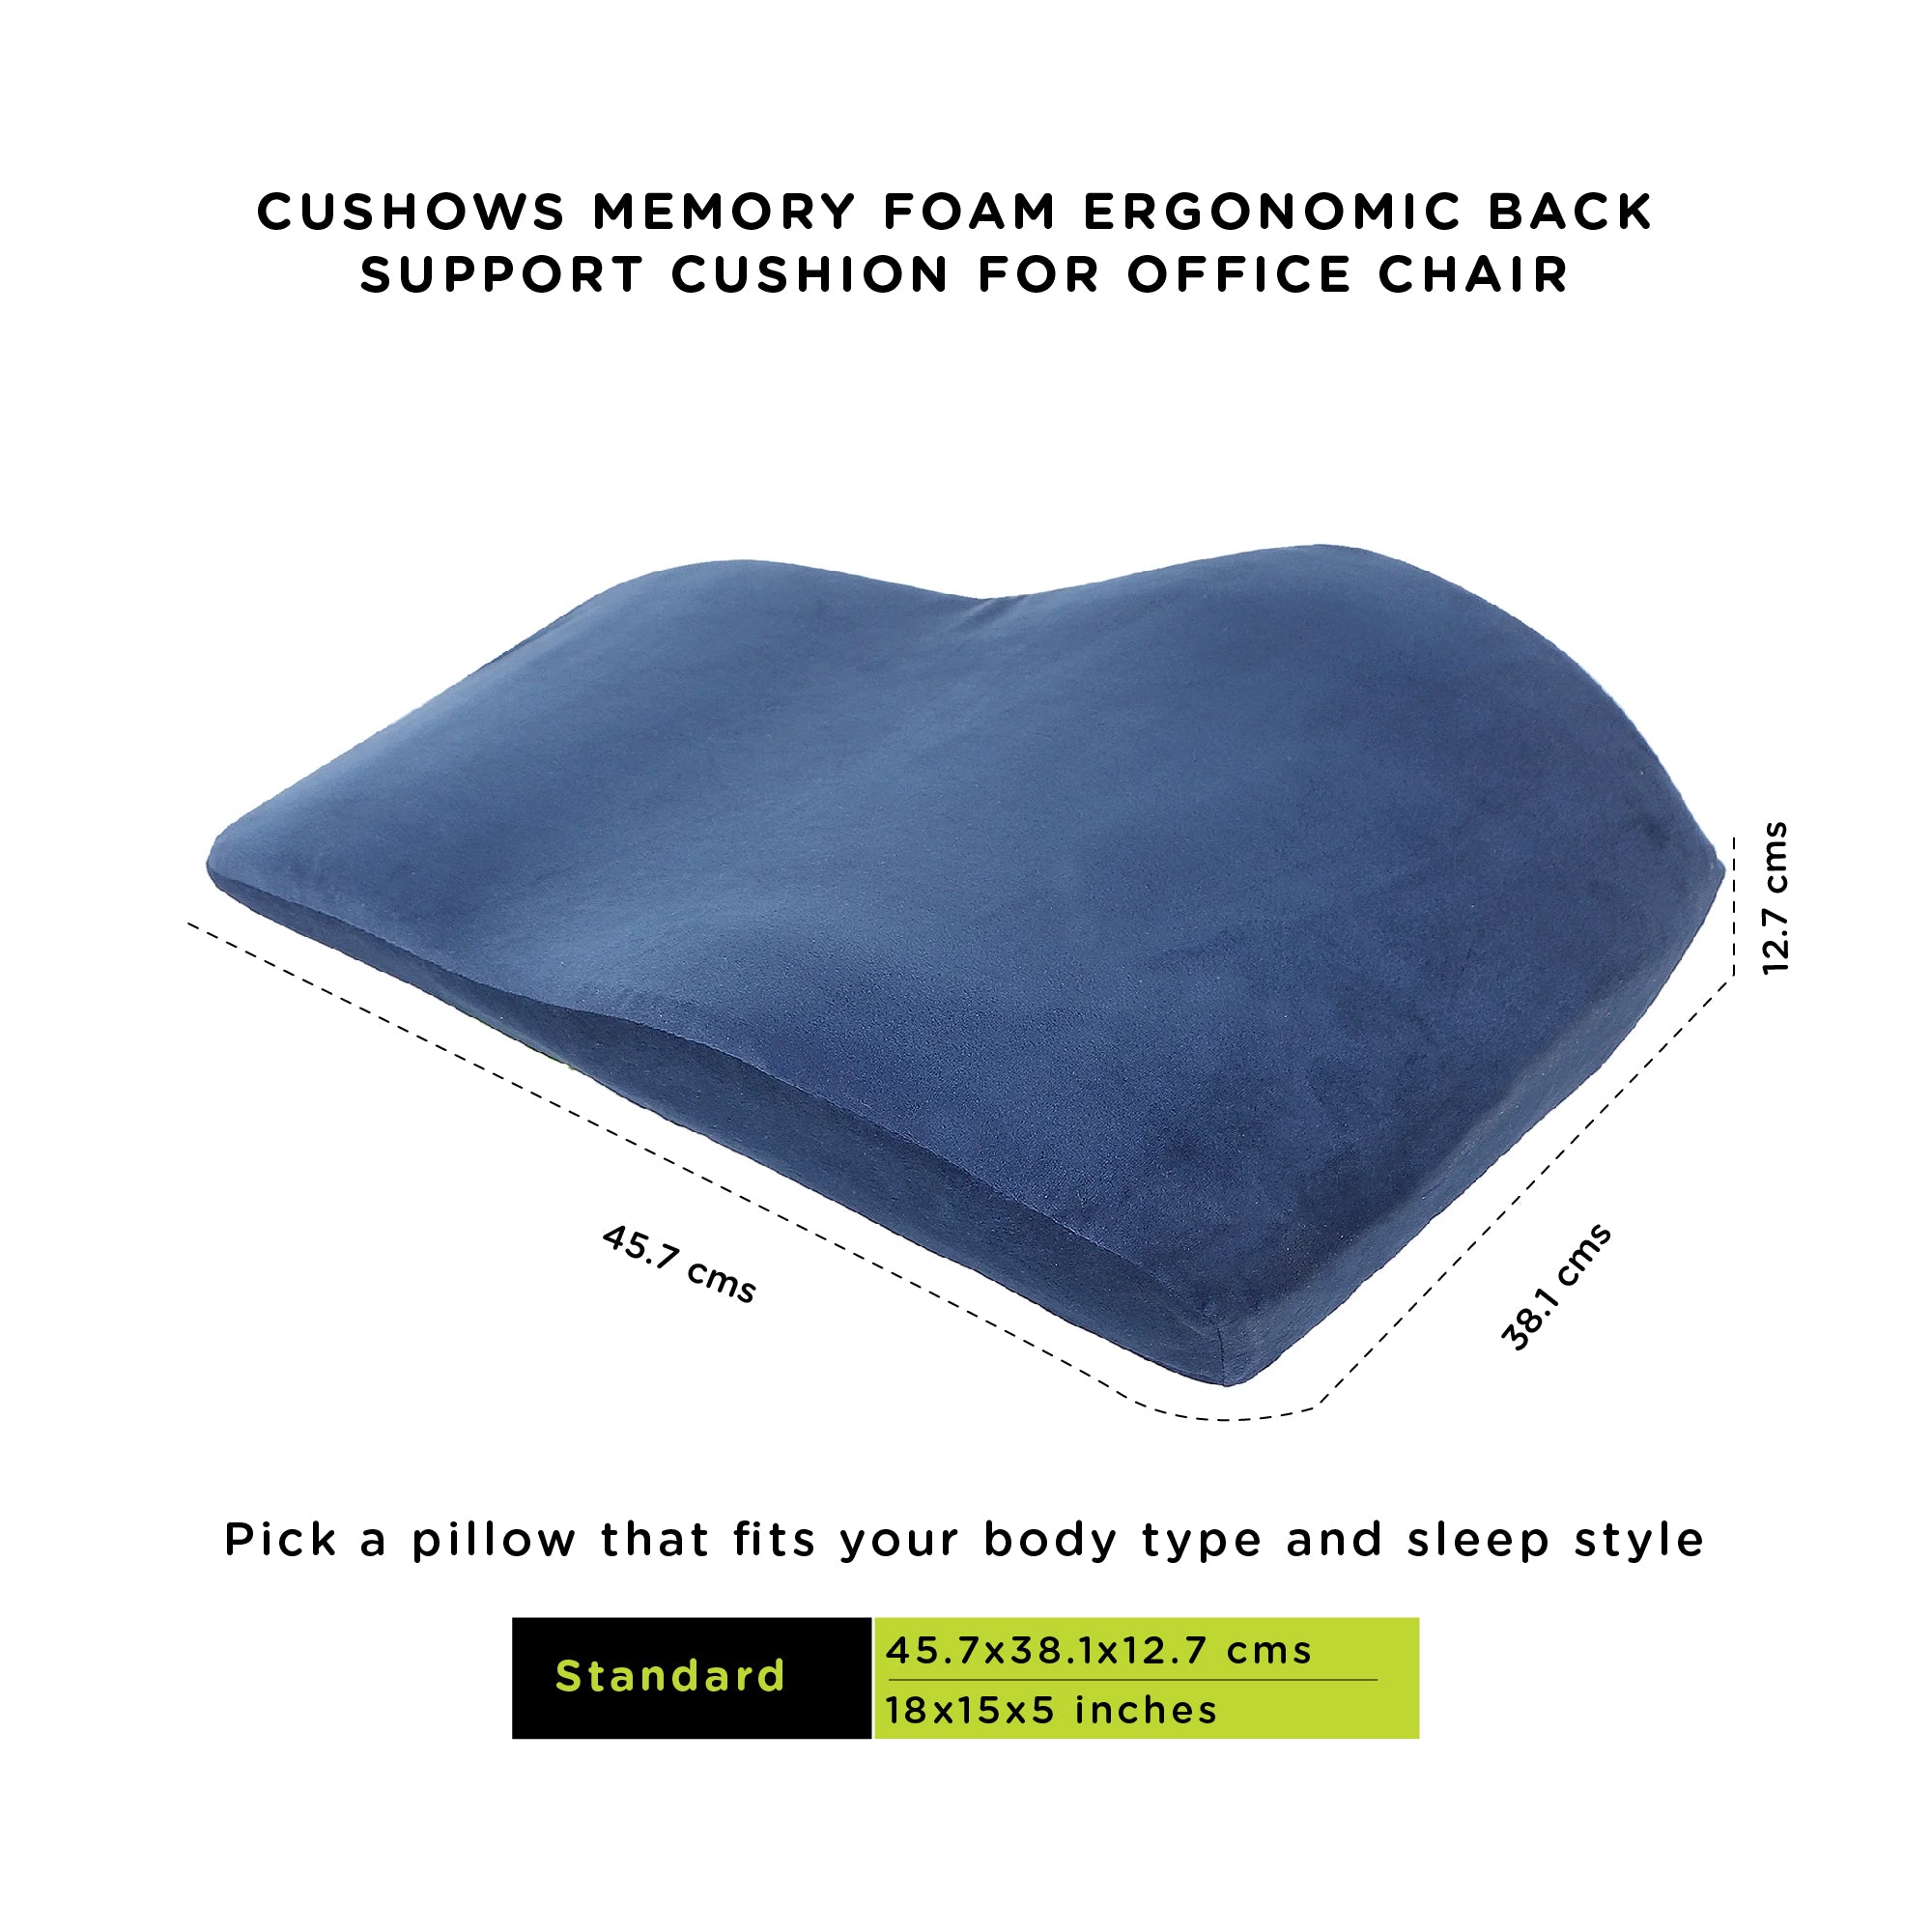 CUSHOWS MEMORY FOAM ERGONOMIC BACK
SUPPORT CUSHION FOR OFFICE CHAIR
12.7 cms
45.7 cms
38.1 cms
Pick a pillow that fits your body type and sleep style
Standard
45.7x38.1x12.7 cms
18x15x5 inches